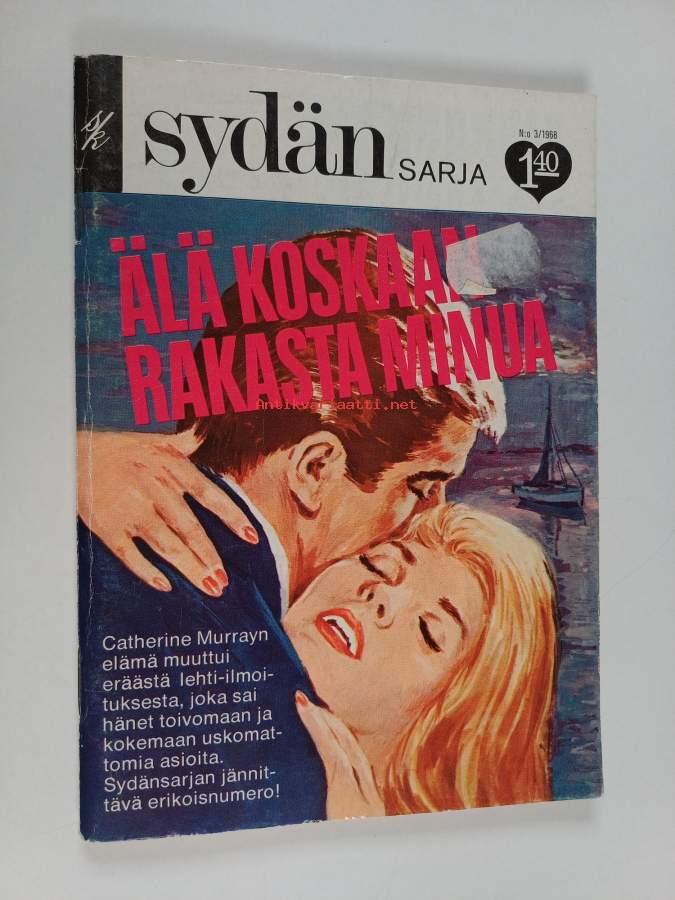 sk
sydän SARJA
N:o 3/1968
1 40
ÄLÄ KOSKAAN
RAKASTA MINUA
Antikvariaatti.net
Catherine Murrayn
elämä muuttui
eräästä lehti-ilmoi-
tuksesta, joka sai
hänet toivomaan ja
kokemaan uskomat-
tomia asioita.
Sydänsarjan jännit-
tävä erikoisnumero!